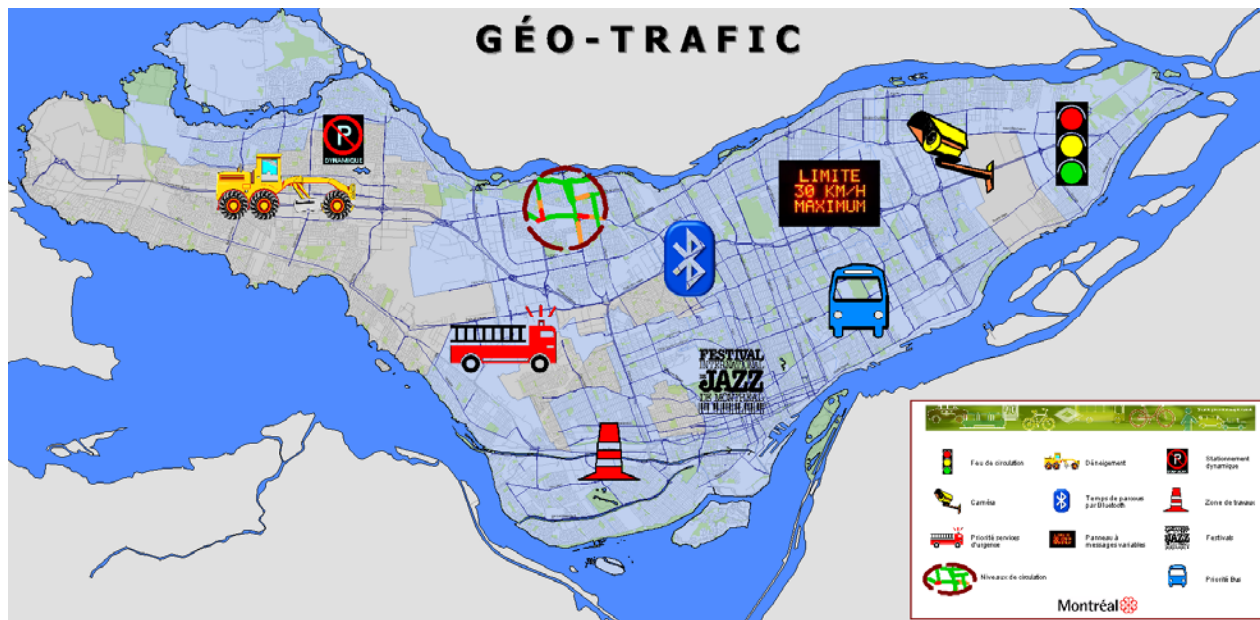 GÉO-TRAFIC
P
DYNAMIQUE
LIMITE
30 KM/H
MAXIMUM
FESTIVAL
INTERNATIONAL
DE JAZZ
DE MONTRÉAL
Feu de circulation
Déneigement
Stationnement
dynamique
Caméra
Temps de parcours
par Bluetooth
Zone de travaux
Priorité services
d'urgence
Panneau à
messages variables
Festivals
Niveaux de circulation
Priorité Bus
Montréal